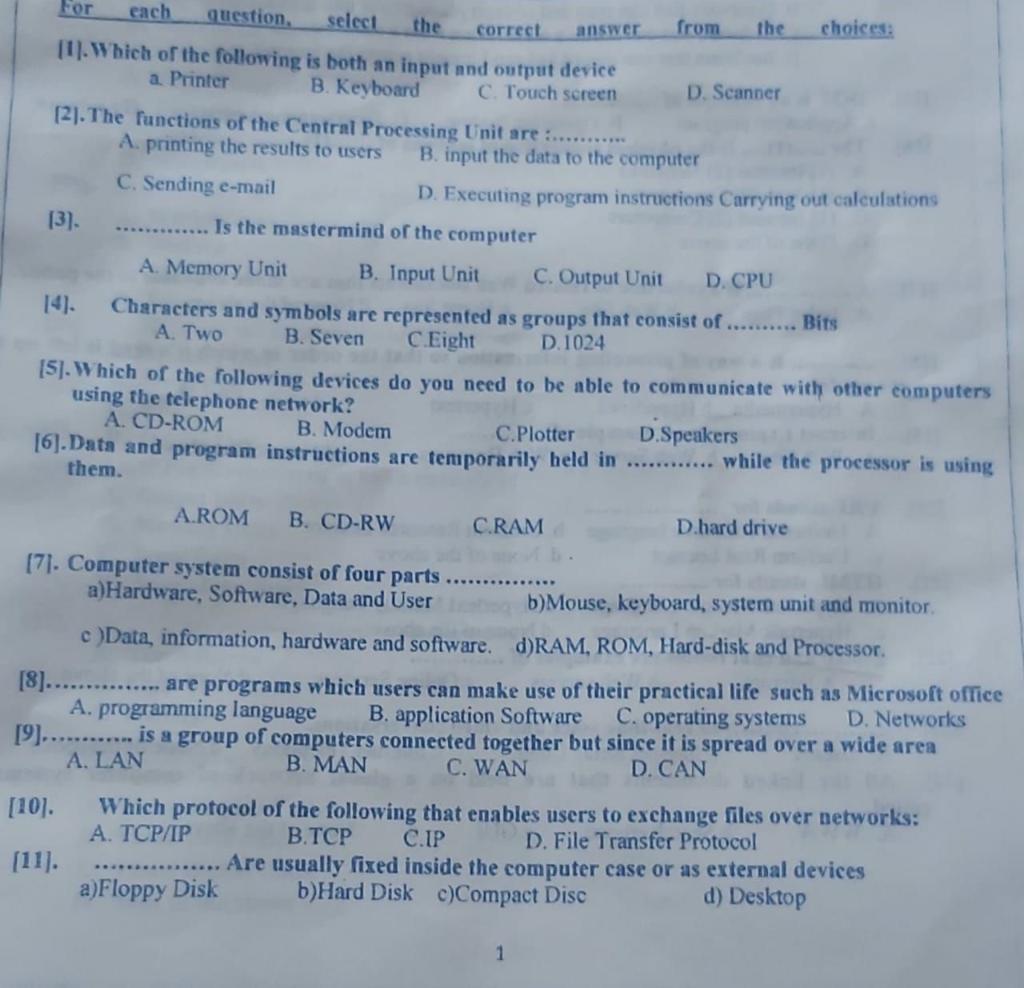 For each question, select the correct answer from the choices:
[1].Which of the following is both an input and output device
a. Printer B. Keyboard C. Touch screen D. Scanner
[2].The functions of the Central Processing Unit are :............
A. printing the results to users B. input the data to the computer
C. Sending e-mail D. Executing program instructions Carrying out calculations
[3]. ............. Is the mastermind of the computer
A. Memory Unit B. Input Unit C. Output Unit D. CPU
[4]. Characters and symbols are represented as groups that consist of .......... Bits
A. Two B. Seven C.Eight D.1024
[5].Which of the following devices do you need to be able to communicate with other computers
using the telephone network?
A. CD-ROM B. Modem C.Plotter D.Speakers
[6].Data and program instructions are temporarily held in ............ while the processor is using
them.
A.ROM B. CD-RW C.RAM D.hard drive
[7]. Computer system consist of four parts ...............
a)Hardware, Software, Data and User b)Mouse, keyboard, system unit and monitor.
c )Data, information, hardware and software. d)RAM, ROM, Hard-disk and Processor.
[8]................ are programs which users can make use of their practical life such as Microsoft office
A. programming language B. application Software C. operating systems D. Networks
[9]............. is a group of computers connected together but since it is spread over a wide area
A. LAN B. MAN C. WAN D. CAN
[10]. Which protocol of the following that enables users to exchange files over networks:
A. TCP/IP B.TCP C.IP D. File Transfer Protocol
[11]. .................. Are usually fixed inside the computer case or as external devices
a)Floppy Disk b)Hard Disk c)Compact Disc d) Desktop
1